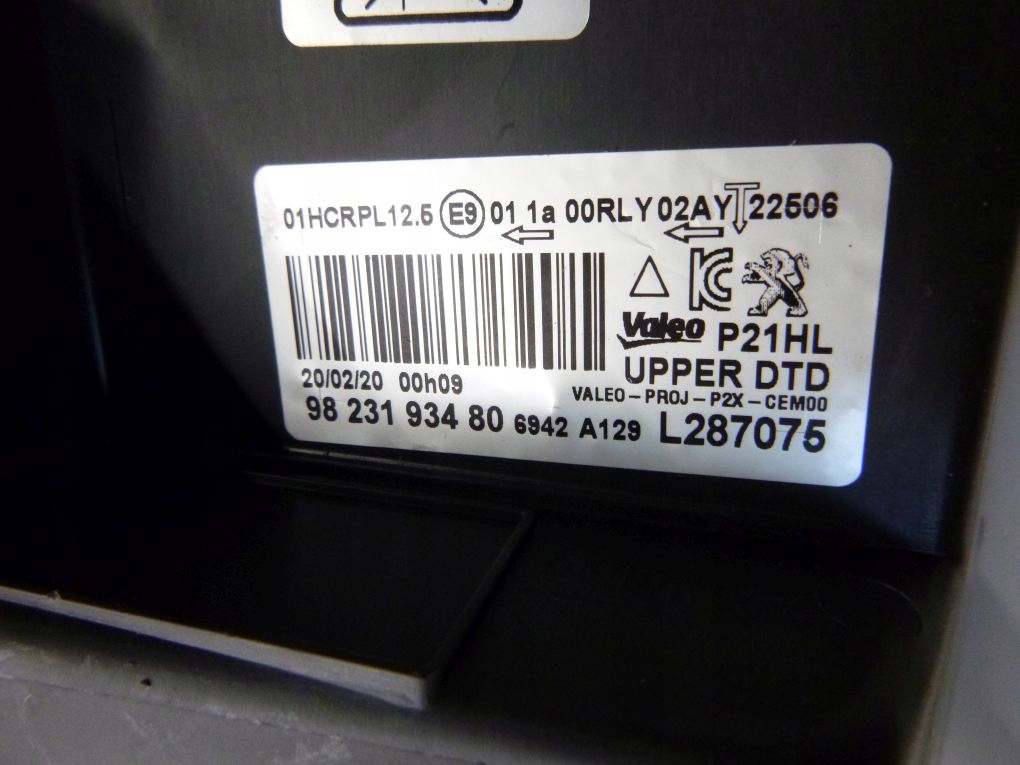 01HCRPL12.5 E9 01 1a 00RLY 02AY 22506
KC
Valeo P21HL
UPPER DTD
20/02/20 00h09
VALEO-PROJ-P2X-CEM00
98 231 934 80 6942 A129 L287075